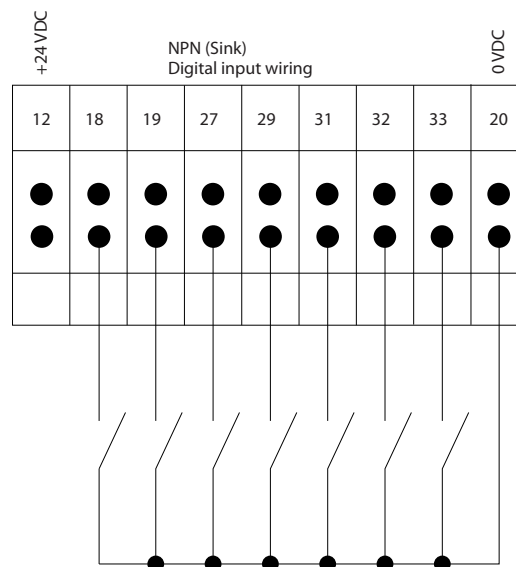 +24 VDC
NPN (Sink)
Digital input wiring
0 VDC
12 18 19 27 29 31 32 33 20